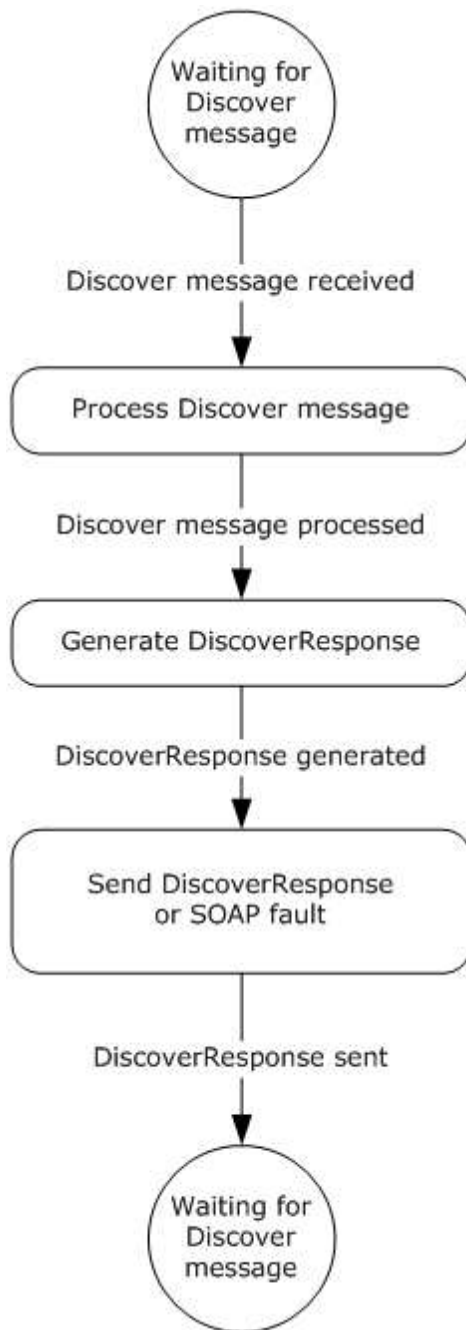 Waiting for
Discover
message
Discover message received
Process Discover message
Discover message processed
Generate DiscoverResponse
DiscoverResponse generated
Send DiscoverResponse
or SOAP fault
DiscoverResponse sent
Waiting for
Discover
message